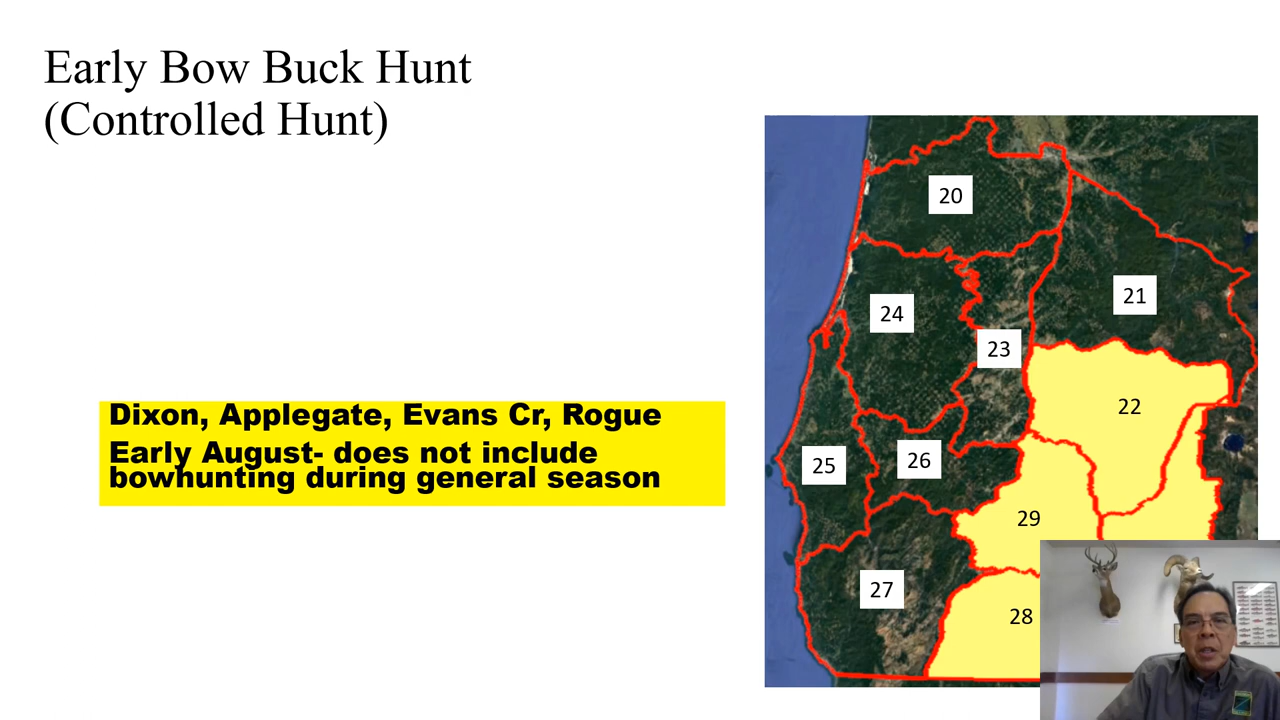 Early Bow Buck Hunt
(Controlled Hunt)
Dixon, Applegate, Evans Cr, Rogue
Early August- does not include
bowhunting during general season
20
21
24
23
22
25
26
29
27
28